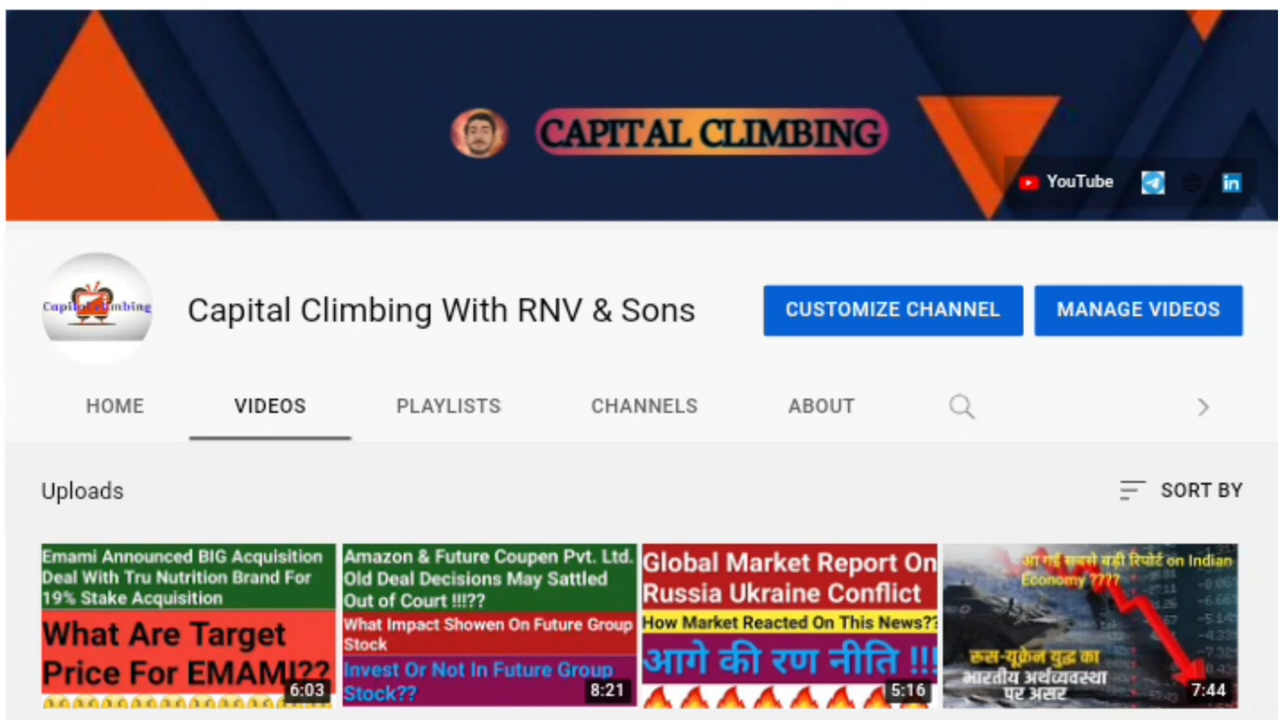 CAPITAL CLIMBING
YouTube
in
Capital Climbing With RNV & Sons
CUSTOMIZE CHANNEL
MANAGE VIDEOS
HOME
VIDEOS
PLAYLISTS
CHANNELS
ABOUT
Uploads
SORT BY
Emami Announced BIG Acquisition
Deal With Tru Nutrition Brand For
19% Stake Acquisition
What Are Target
Price For EMAMI??
6:03
Amazon & Future Coupen Pvt. Ltd.
Old Deal Decisions May Sattled
Out of Court !!!??
What Impact Showen On Future Group
Stock
Invest Or Not In Future Group
Stock??
8:21
Global Market Report On
Russia Ukraine Conflict
How Market Reacted On This News??
आगे की रण नीति !!!
5:16
आ गई सबसे बड़ी रिपोर्ट on Indian
Economy ????
रूस-यूक्रेन युद्ध का
भारतीय अर्थव्यवस्था
पर असर
7:44